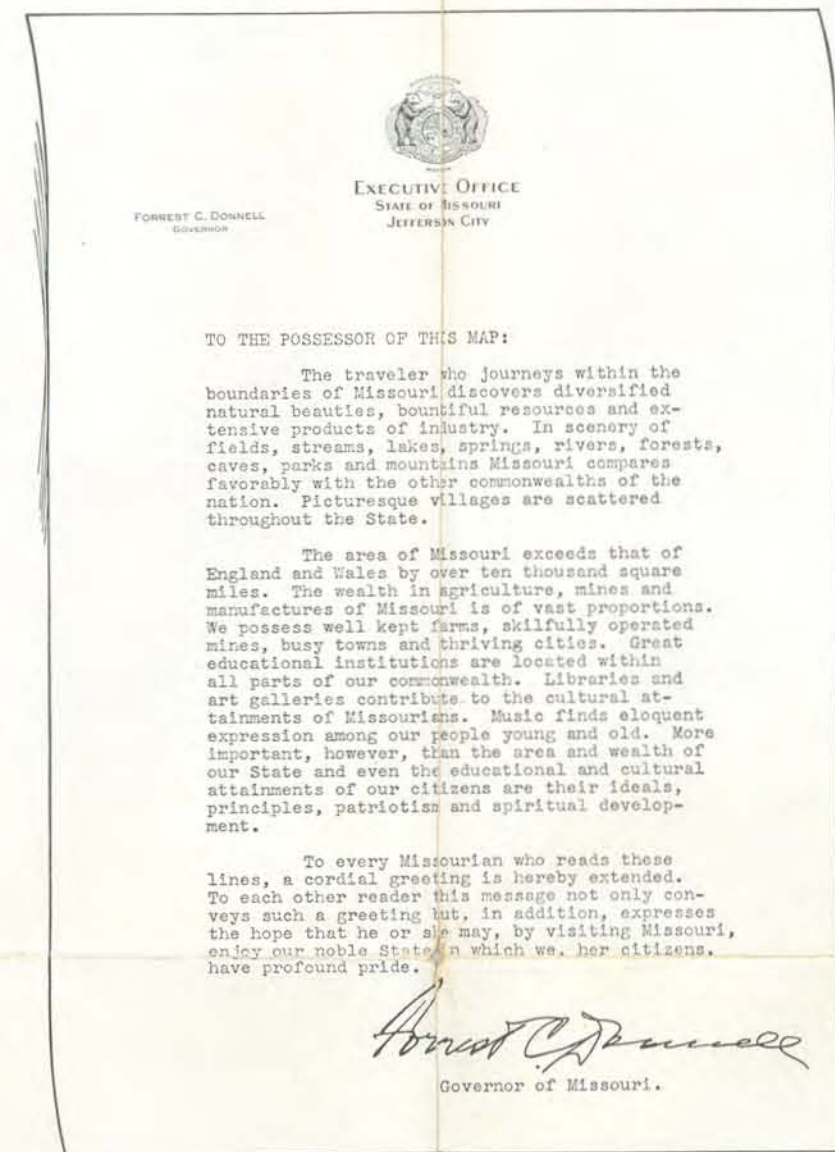 EXECUTIVE OFFICE
STATE OF MISSOURI
JEFFERSON CITY
FORREST C. DONNELL
GOVERNOR
TO THE POSSESSOR OF THIS MAP:
The traveler who journeys within the
boundaries of Missouri discovers diversified
natural beauties, bountiful resources and ex-
tensive products of industry. In scenery of
fields, streams, lakes, springs, rivers, forests,
caves, parks and mountains Missouri compares
favorably with the other commonwealths of the
nation. Picturesque villages are scattered
throughout the State.
The area of Missouri exceeds that of
England and Wales by over ten thousand square
miles. The wealth in agriculture, mines and
manufactures of Missouri is of vast proportions.
We possess well kept farms, skilfully operated
mines, busy towns and thriving cities. Great
educational institutions are located within
all parts of our commonwealth. Libraries and
art galleries contribute to the cultural at-
tainments of Missourians. Music finds eloquent
expression among our people young and old. More
important, however, than the area and wealth of
our State and even the educational and cultural
attainments of our citizens are their ideals,
principles, patriotism and spiritual develop-
ment.
To every Missourian who reads these
lines, a cordial greeting is hereby extended.
To each other reader this message not only con-
veys such a greeting but, in addition, expresses
the hope that he or she may, by visiting Missouri,
enjoy our noble State in which we, her citizens,
have profound pride.
Forrest C. Donnell
Governor of Missouri.